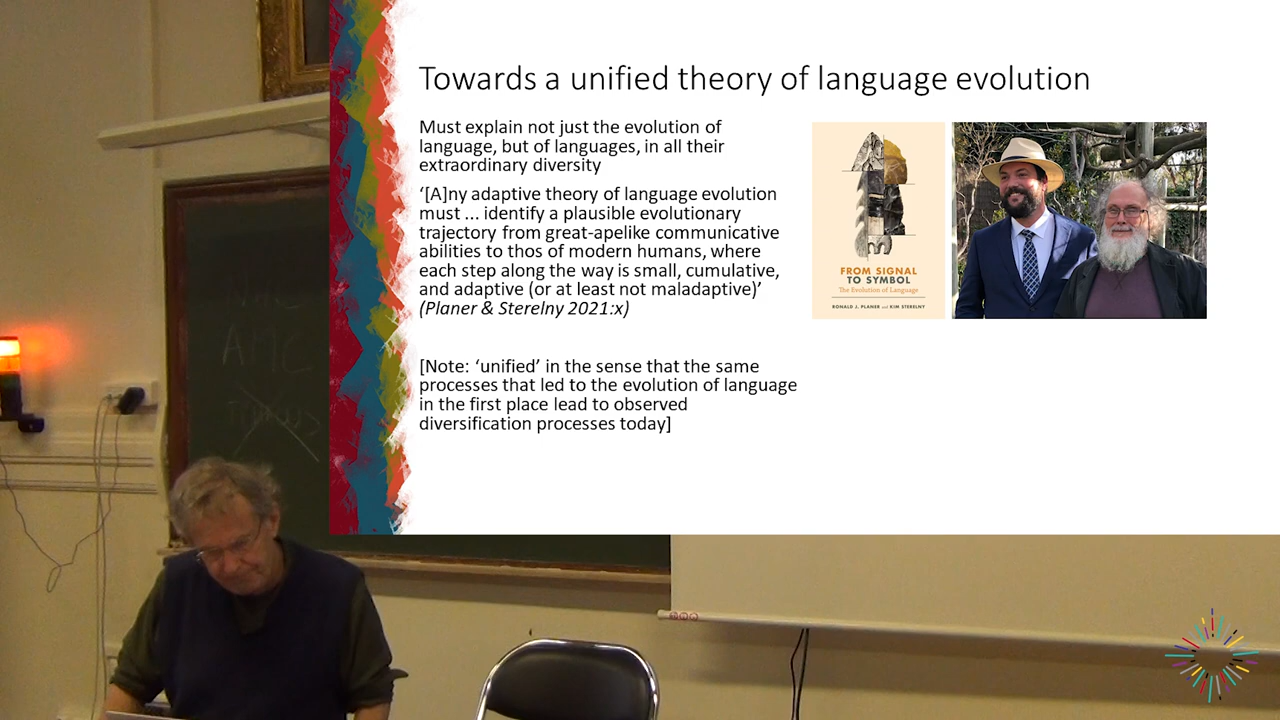 Towards a unified theory of language evolution
Must explain not just the evolution of
language, but of languages, in all their
extraordinary diversity
‘[A]ny adaptive theory of language evolution
must ... identify a plausible evolutionary
trajectory from great-apelike communicative
abilities to thos of modern humans, where
each step along the way is small, cumulative,
and adaptive (or at least not maladaptive)’
(Planer & Sterelny 2021:x)
[Note: ‘unified’ in the sense that the same
processes that led to the evolution of language
in the first place lead to observed
diversification processes today]
FROM SIGNAL
TO SYMBOL
The Evolution of Language
RONALD J. PLANER and KIM STERELNY
AMC